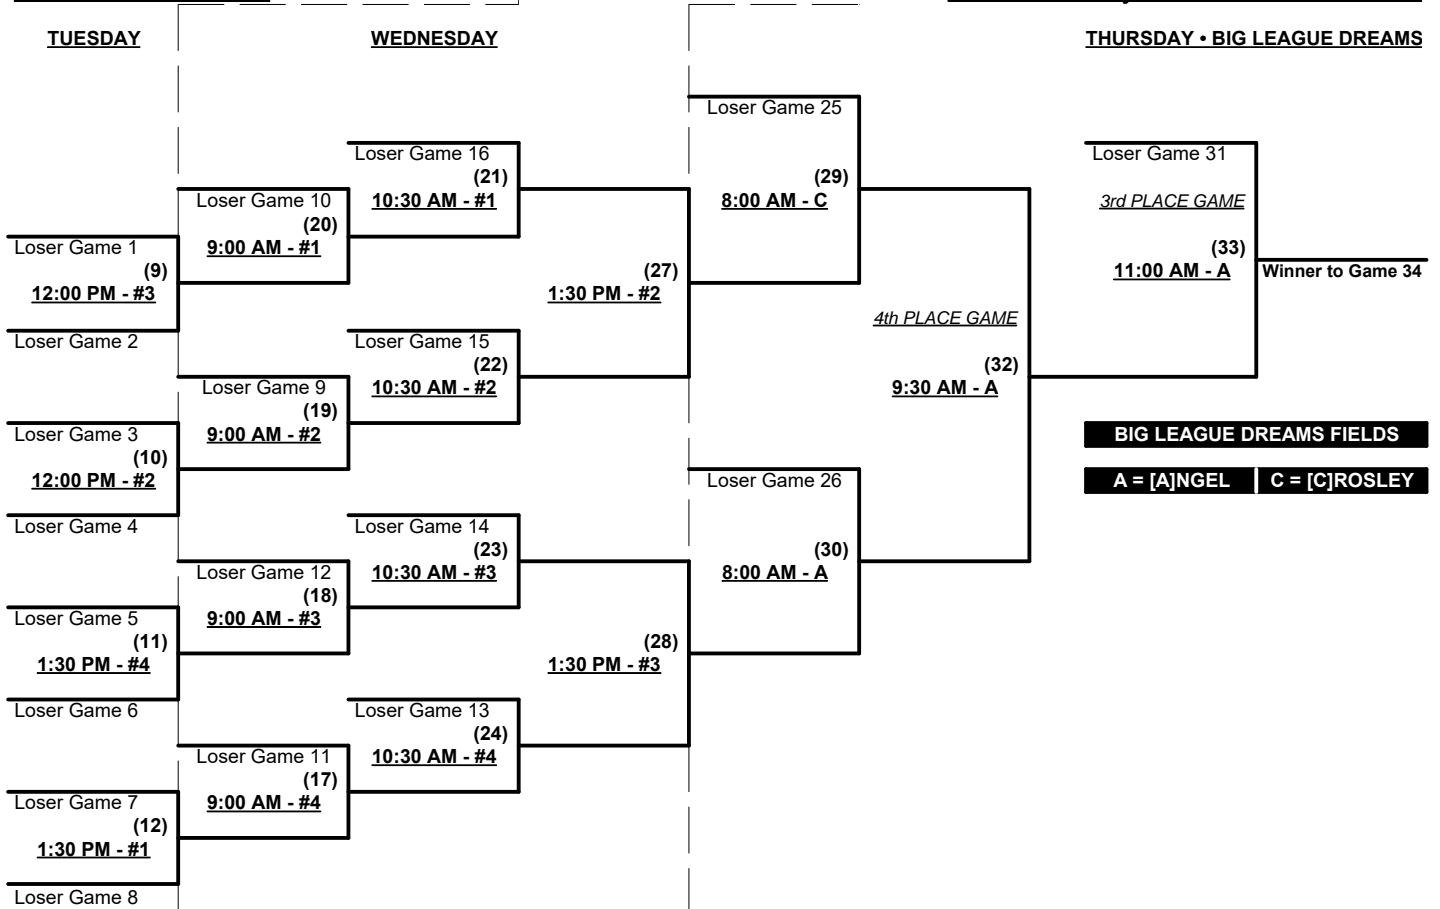 TUESDAY
WEDNESDAY
THURSDAY • BIG LEAGUE DREAMS
Loser Game 25
Loser Game 16
Loser Game 31
(21)
(29)
10:30 AM - #1
8:00 AM - C
Loser Game 10
3rd PLACE GAME
(20)
9:00 AM - #1
Loser Game 1
(33)
(9)
(27)
11:00 AM - A
Winner to Game 34
12:00 PM - #3
1:30 PM - #2
4th PLACE GAME
Loser Game 2
Loser Game 15
(22)
(32)
10:30 AM - #2
9:30 AM - A
Loser Game 9
(19)
9:00 AM - #2
Loser Game 3
BIG LEAGUE DREAMS FIELDS
(10)
12:00 PM - #2
Loser Game 26
A = [A]NGEL
C = [C]ROSLEY
Loser Game 4
Loser Game 14
(23)
(30)
10:30 AM - #3
8:00 AM - A
Loser Game 12
(18)
9:00 AM - #3
Loser Game 5
(11)
(28)
1:30 PM - #4
1:30 PM - #3
Loser Game 6
Loser Game 13
(24)
10:30 AM - #4
Loser Game 11
(17)
9:00 AM - #4
Loser Game 7
(12)
1:30 PM - #1
Loser Game 8